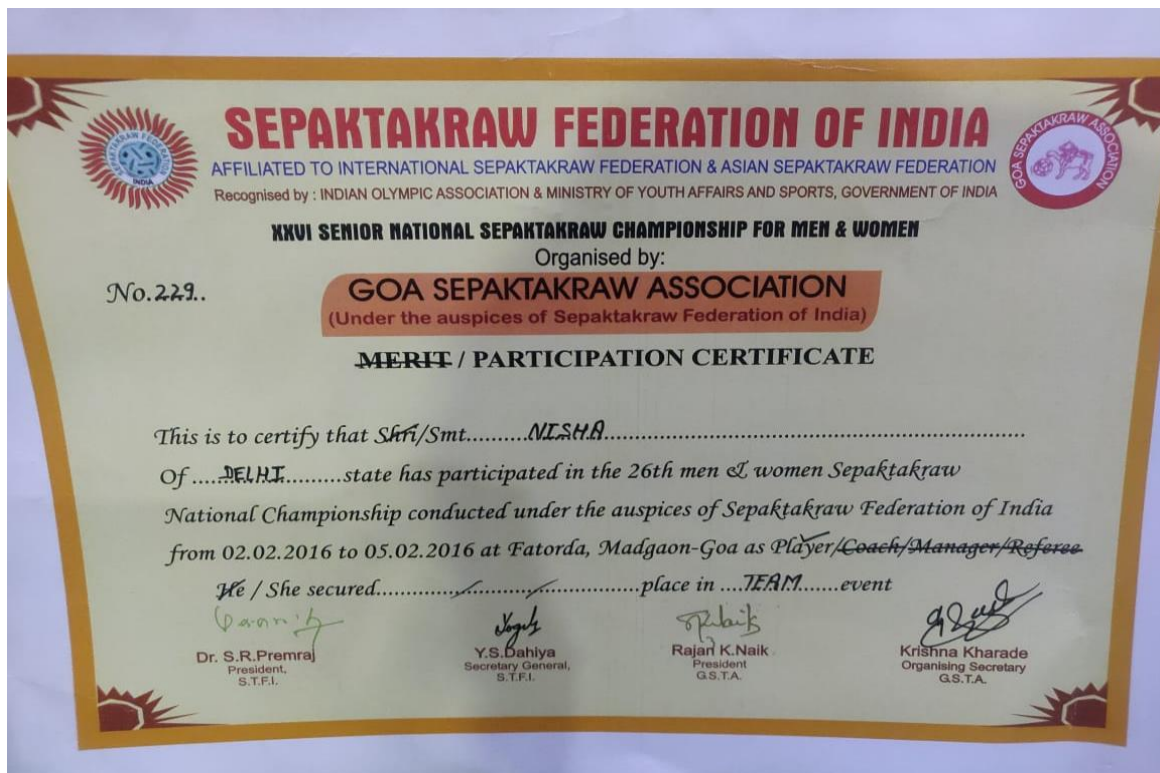 SEPAKTAKRAW FEDERATION OF INDIA
AFFILIATED TO INTERNATIONAL SEPAKTAKRAW FEDERATION & ASIAN SEPAKTAKRAW FEDERATION
Recognised by : INDIAN OLYMPIC ASSOCIATION & MINISTRY OF YOUTH AFFAIRS AND SPORTS, GOVERNMENT OF INDIA
SEPAKTAKRAW FEDERATION INDIA
GOA SEPAKTAKRAW ASSOCIATION
XXVI SENIOR NATIONAL SEPAKTAKRAW CHAMPIONSHIP FOR MEN & WOMEN
Organised by:
No.229..
GOA SEPAKTAKRAW ASSOCIATION
(Under the auspices of Sepaktakraw Federation of India)
MERIT / PARTICIPATION CERTIFICATE
This is to certify that Shri/Smt..........NISHA..........
Of .....DELHI..........state has participated in the 26th men & women Sepaktakraw
National Championship conducted under the auspices of Sepaktakraw Federation of India
from 02.02.2016 to 05.02.2016 at Fatorda, Madgaon-Goa as Player/Coach/Manager/Referee
He / She secured..........place in ....TEAM......event
Dr. S.R.Premraj
President,
S.T.F.I.
Y.S.Dahiya
Secretary General,
S.T.F.I.
Rajan K.Naik
President
G.S.T.A.
Krishna Kharade
Organising Secretary
G.S.T.A.